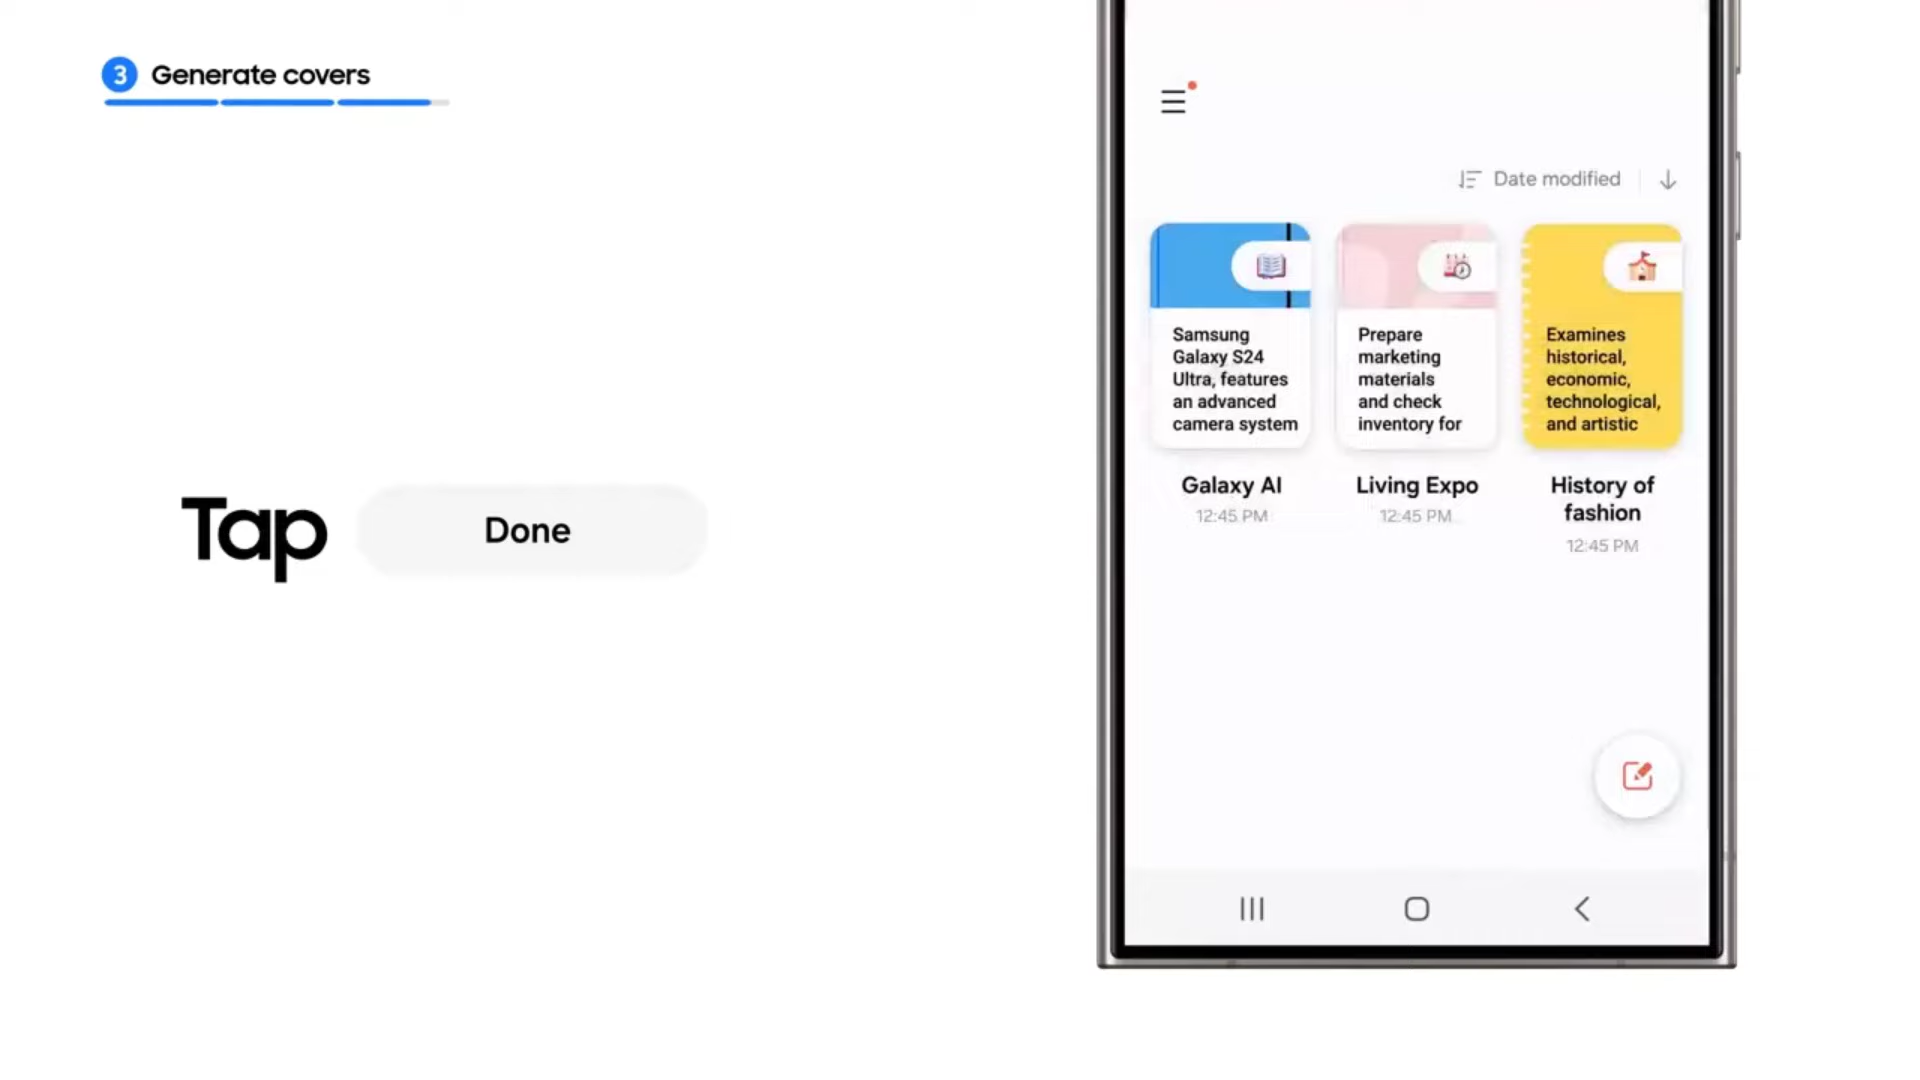 3 Generate covers
Tap Done
Date modified
Samsung
Galaxy S24
Ultra, features
an advanced
camera system
Galaxy AI
12:45 PM
Prepare
marketing
materials
and check
inventory for
Living Expo
12:45 PM
Examines
historical,
economic,
technological,
and artistic
History of
fashion
12:45 PM